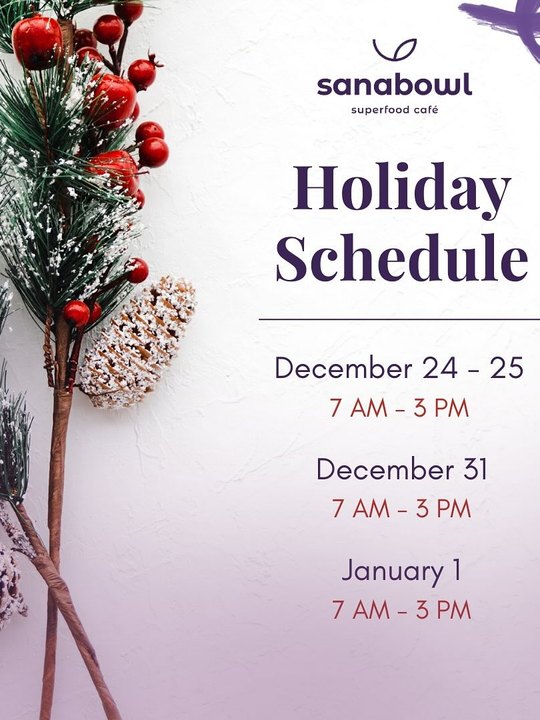 sanabowl
superfood café
Holiday
Schedule
December 24 - 25
7 AM - 3 PM
December 31
7 AM - 3 PM
January 1
7 AM - 3 PM